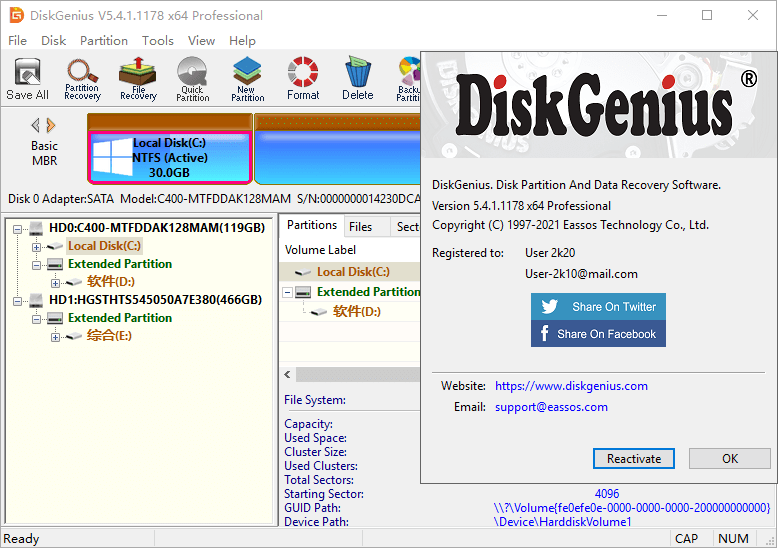 DiskGenius V5.4.1.1178 x64 Professional
File Disk Partition Tools View Help
Save All
Partition Recovery
File Recovery
Quick Partition
New Partition
Format
Delete
Basic
MBR
Local Disk(C:)
NTFS (Active)
30.0GB
Disk 0 Adapter:SATA Model:C400-MTFDDAK128MAM S/N:0000000014230DCA
HD0:C400-MTFDDAK128MAM(119GB)
Local Disk(C:)
Extended Partition
软件(D:)
HD1:HGSTHTS545050A7E380(466GB)
Extended Partition
综合(E:)
Partitions Files
Volume Label
Local Disk(C:)
Extended Partition
软件(D:)
File System:
Capacity:
Used Space:
Cluster Size:
Used Clusters:
Total Sectors:
Starting Sector: 4096
GUID Path: \\?\Volume{fe0efe0e-0000-0000-0000-200000000000}
Device Path: \Device\HarddiskVolume1
DiskGenius®
DiskGenius. Disk Partition And Data Recovery Software.
Version 5.4.1.1178 x64 Professional
Copyright (C) 1997-2021 Eassos Technology Co., Ltd.
Registered to: User 2k20
User-2k10@mail.com
Share On Twitter
Share On Facebook
Website: https://www.diskgenius.com
Email: support@eassos.com
Reactivate OK
Ready CAP NUM